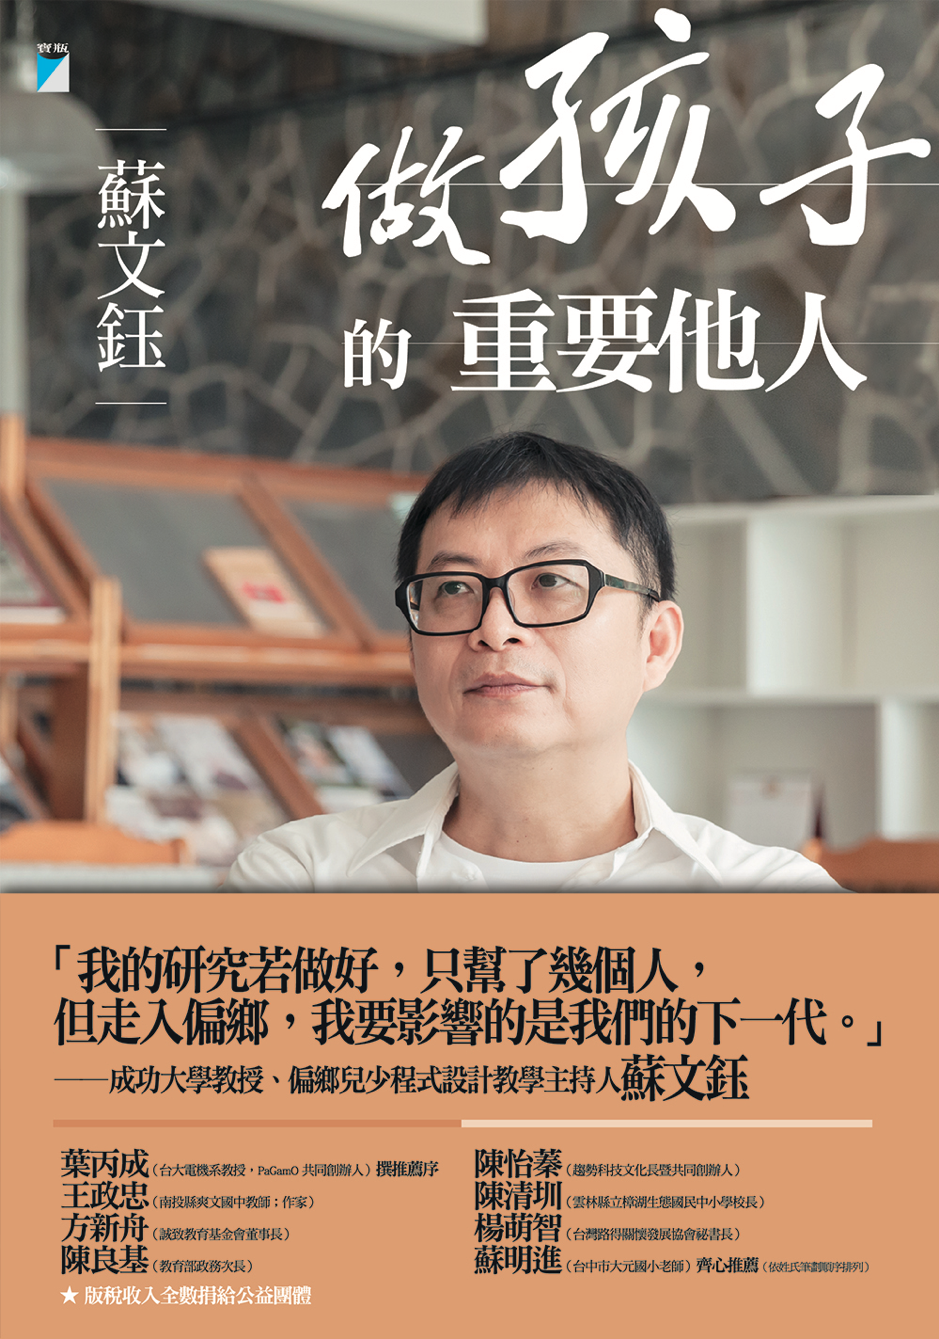 寶瓶
蘇文鈺
做孩子
的重要他人
「我的研究若做好，只幫了幾個人，
但走入偏鄉，我要影響的是我們的下一代。」
——成功大學教授、偏鄉兒少程式設計教學主持人蘇文鈺
葉丙成（台大電機系教授，PaGamO 共同創辦人）撰推薦序
王政忠（南投縣爽文國中教師；作家）
方新舟（誠致教育基金會董事長）
陳良基（教育部政務次長）
陳怡蓁（趨勢科技文化長暨共同創辦人）
陳清圳（雲林縣立樟湖生態國民中小學校長）
楊萌智（台灣路得關懷發展協會祕書長）
蘇明進（台中市大元國小老師）齊心推薦（依姓氏筆劃順序排列）
★ 版稅收入全數捐給公益團體